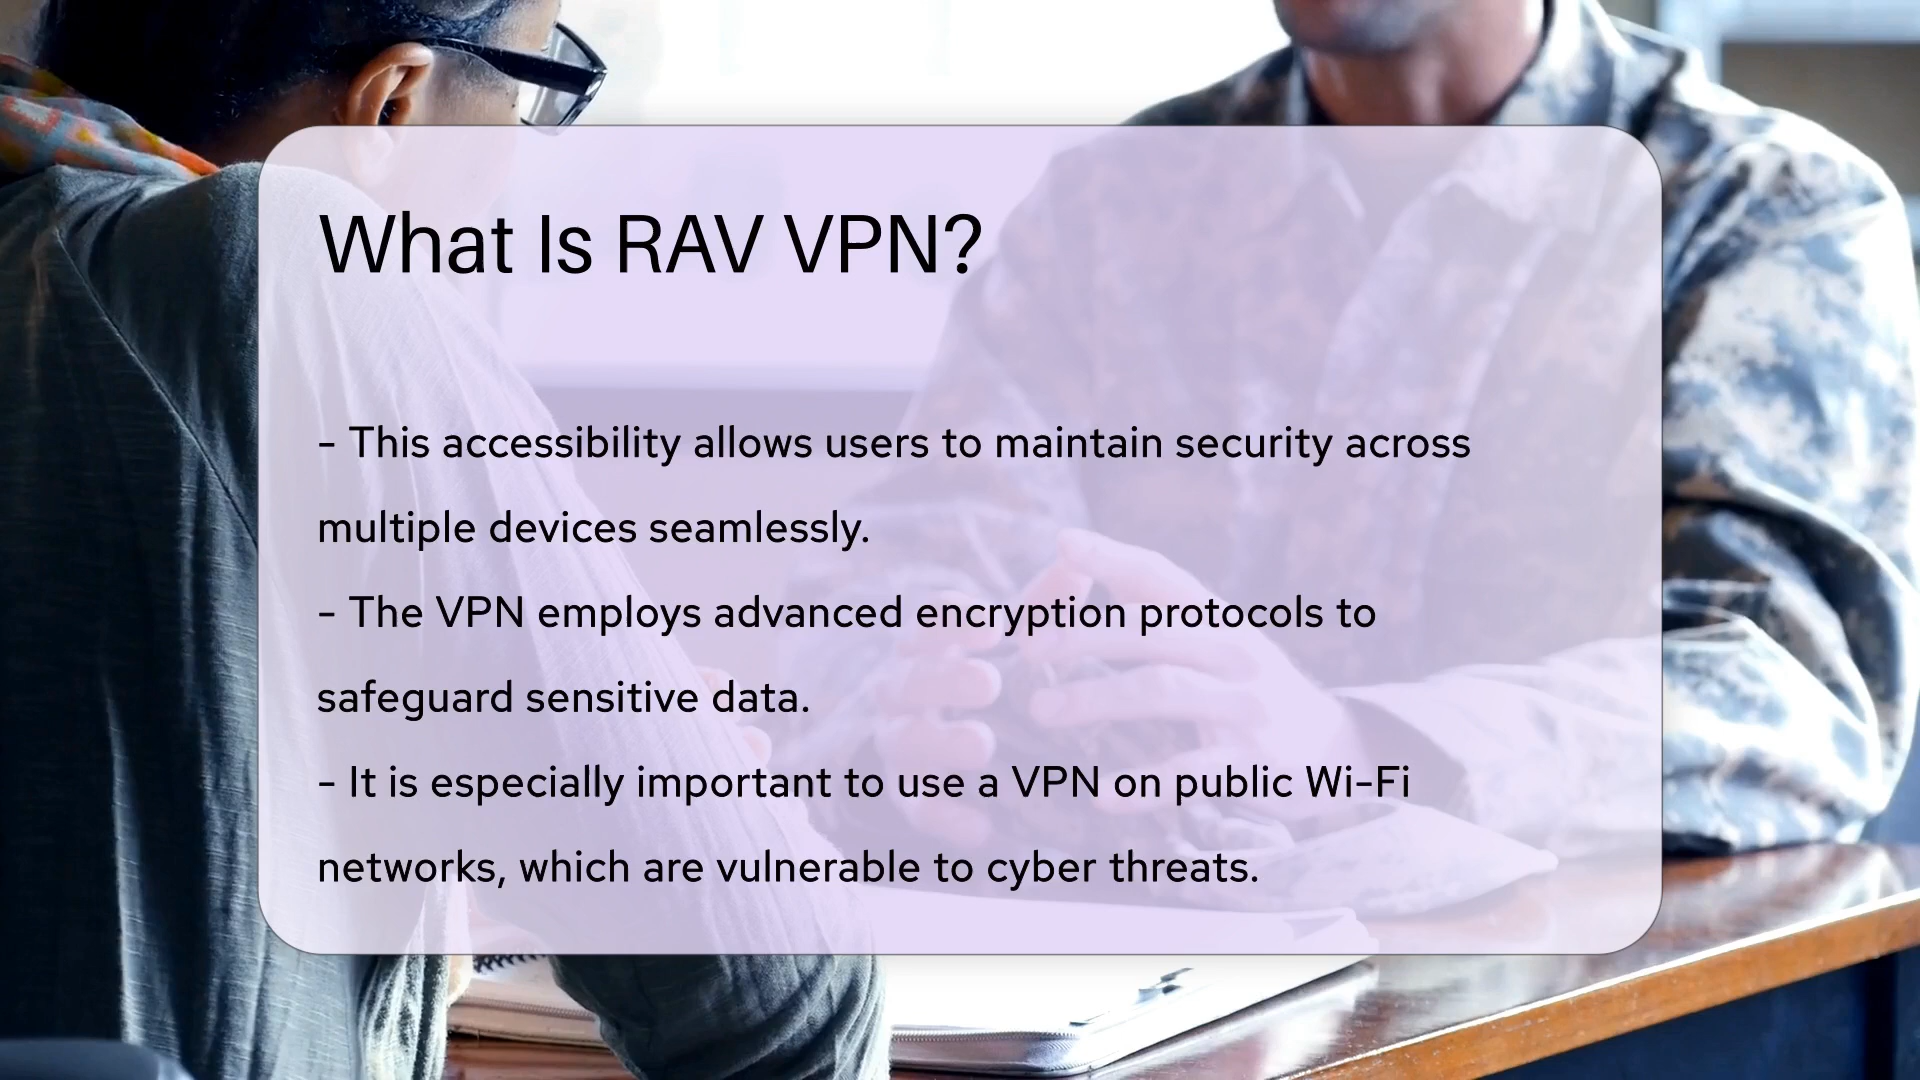 What Is RAV VPN?
- This accessibility allows users to maintain security across
multiple devices seamlessly.
- The VPN employs advanced encryption protocols to
safeguard sensitive data.
- It is especially important to use a VPN on public Wi-Fi
networks, which are vulnerable to cyber threats.